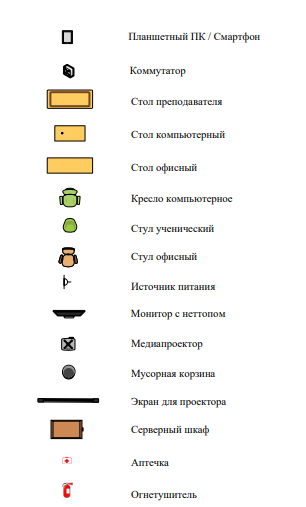 Планшетный ПК / Смартфон
Коммутатор
Стол преподавателя
Стол компьютерный
Стол офисный
Кресло компьютерное
Стул ученический
Стул офисный
Источник питания
Монитор с неттопом
Медиапроектор
Мусорная корзина
Экран для проектора
Серверный шкаф
Аптечка
Огнетушитель